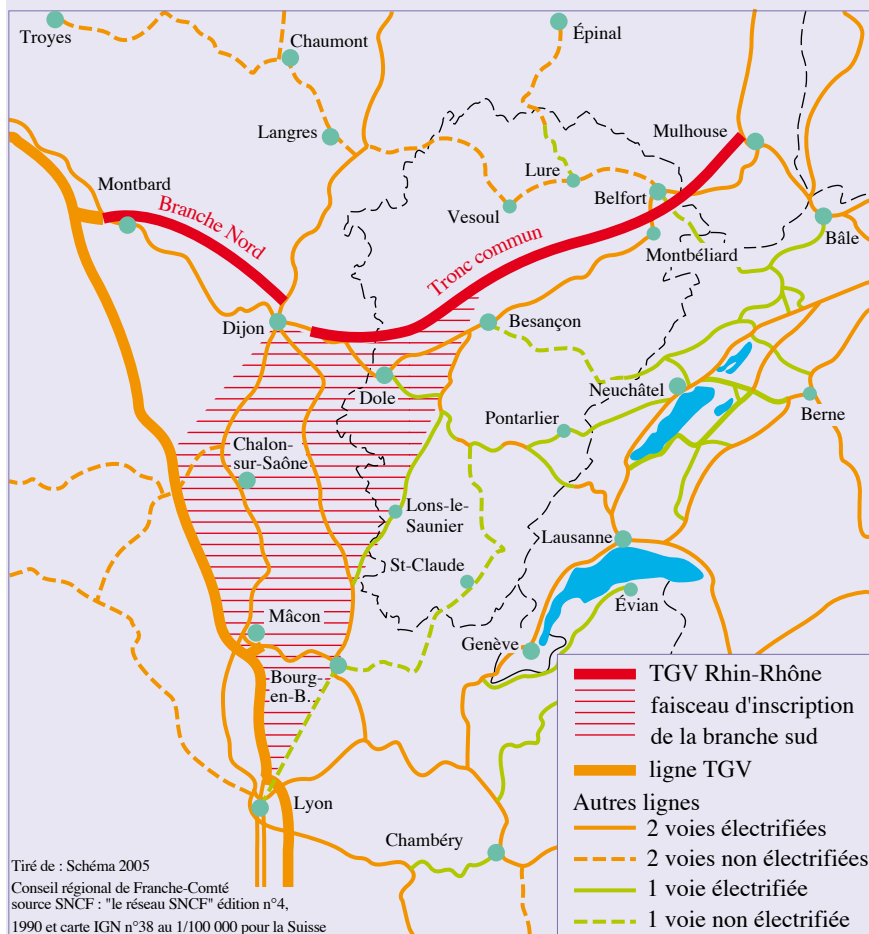 Troyes
Chaumont
Épinal
Langres
Mulhouse
Lure
Montbard
Belfort
Branche Nord
Vesoul
Tronc commun
Bâle
Montbéliard
Dijon
Besançon
Dole
Neuchâtel
Berne
Pontarlier
Chalon-
sur-Saône
Lons-le-
Saunier
Lausanne
St-Claude
Évian
Mâcon
Genève
Bourg-
en-B..
Lyon
Chambéry
TGV Rhin-Rhône
faisceau d'inscription
de la branche sud
ligne TGV
Autres lignes
2 voies électrifiées
2 voies non électrifiées
1 voie électrifiée
1 voie non électrifiée
Tiré de : Schéma 2005
Conseil régional de Franche-Comté
source SNCF : "le réseau SNCF" édition n°4,
1990 et carte IGN n°38 au 1/100 000 pour la Suisse